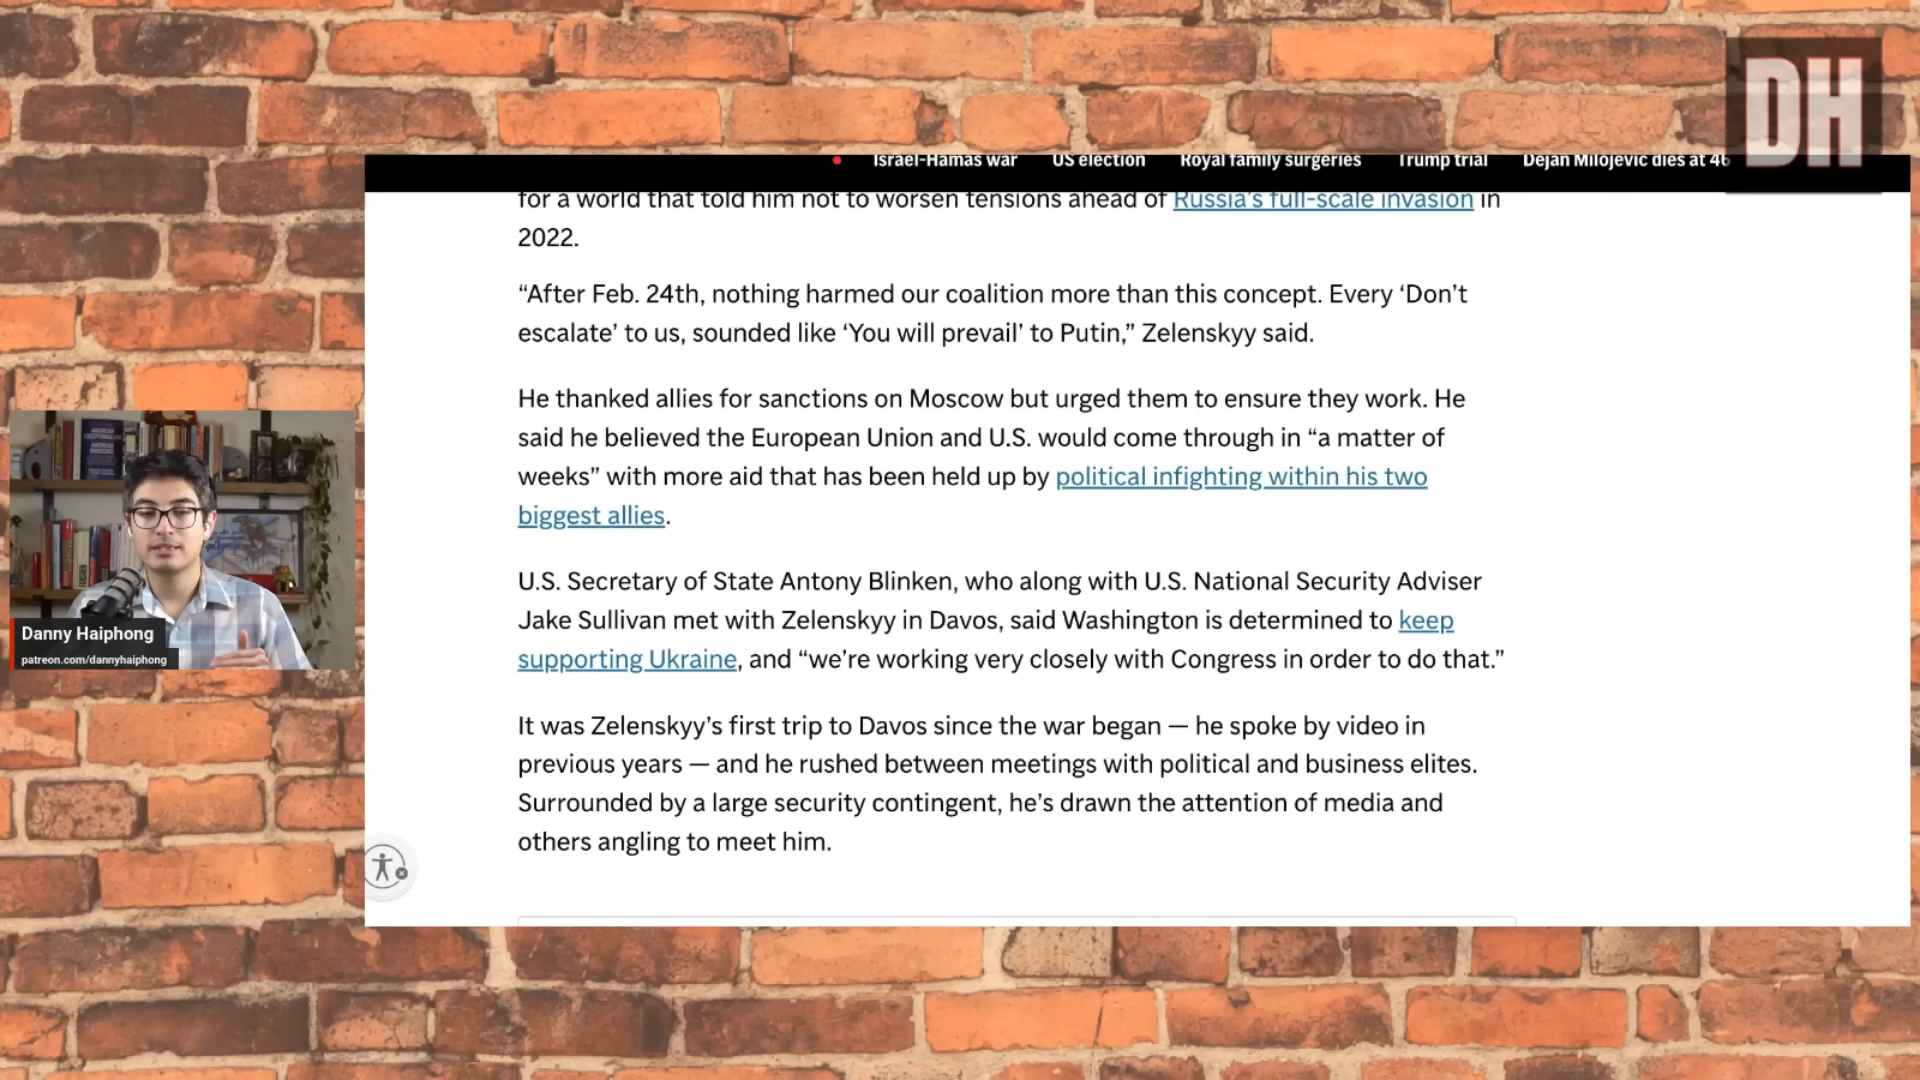 DH
Israel-Hamas war US election Royal family surgeries Trump trial Dejan Milojevic dies at 46
for a world that told him not to worsen tensions ahead of Russia’s full-scale invasion in
2022.
“After Feb. 24th, nothing harmed our coalition more than this concept. Every ‘Don’t
escalate’ to us, sounded like ‘You will prevail’ to Putin,” Zelenskyy said.
He thanked allies for sanctions on Moscow but urged them to ensure they work. He
said he believed the European Union and U.S. would come through in “a matter of
weeks” with more aid that has been held up by political infighting within his two
biggest allies.
U.S. Secretary of State Antony Blinken, who along with U.S. National Security Adviser
Jake Sullivan met with Zelenskyy in Davos, said Washington is determined to keep
supporting Ukraine, and “we’re working very closely with Congress in order to do that.”
It was Zelenskyy’s first trip to Davos since the war began — he spoke by video in
previous years — and he rushed between meetings with political and business elites.
Surrounded by a large security contingent, he’s drawn the attention of media and
others angling to meet him.
Danny Haiphong
patreon.com/dannyhaiphong